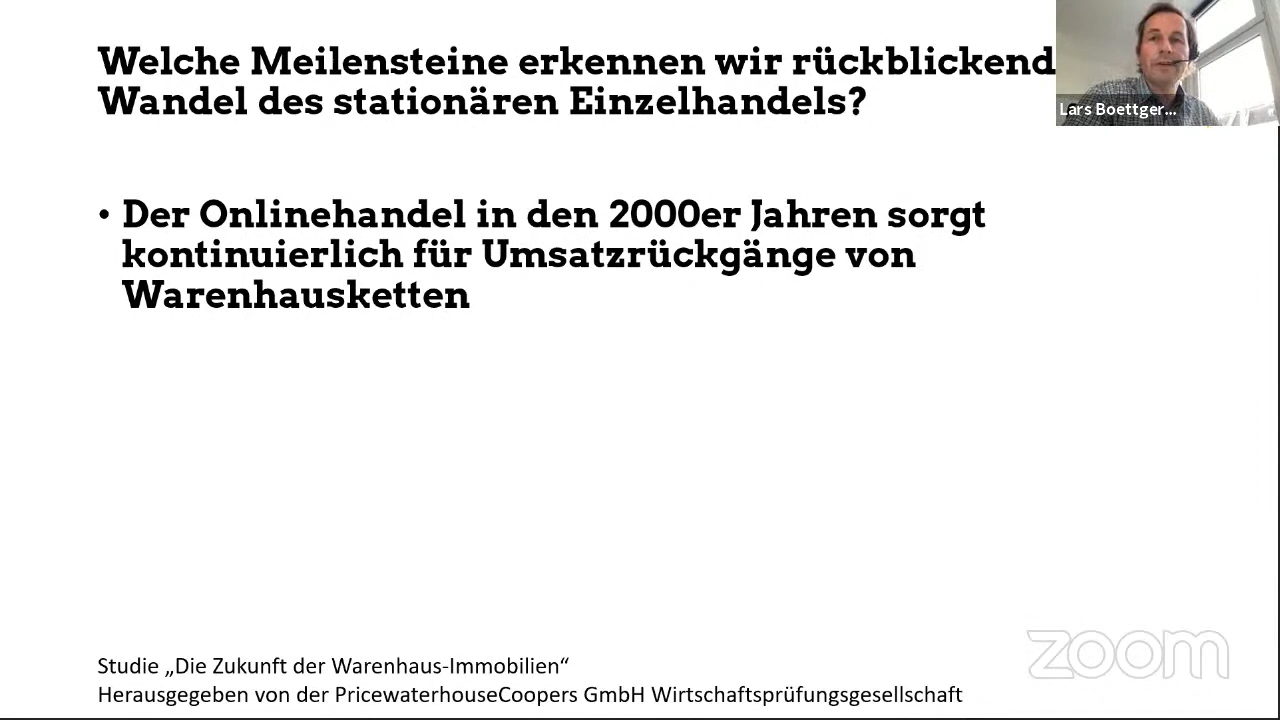 Welche Meilensteine erkennen wir rückblickend
Wandel des stationären Einzelhandels?
Lars Boettger...
• Der Onlinehandel in den 2000er Jahren sorgt
kontinuierlich für Umsatzrückgänge von
Warenhausketten
Studie „Die Zukunft der Warenhaus-Immobilien“
Herausgegeben von der PricewaterhouseCoopers GmbH Wirtschaftsprüfungsgesellschaft
zoom